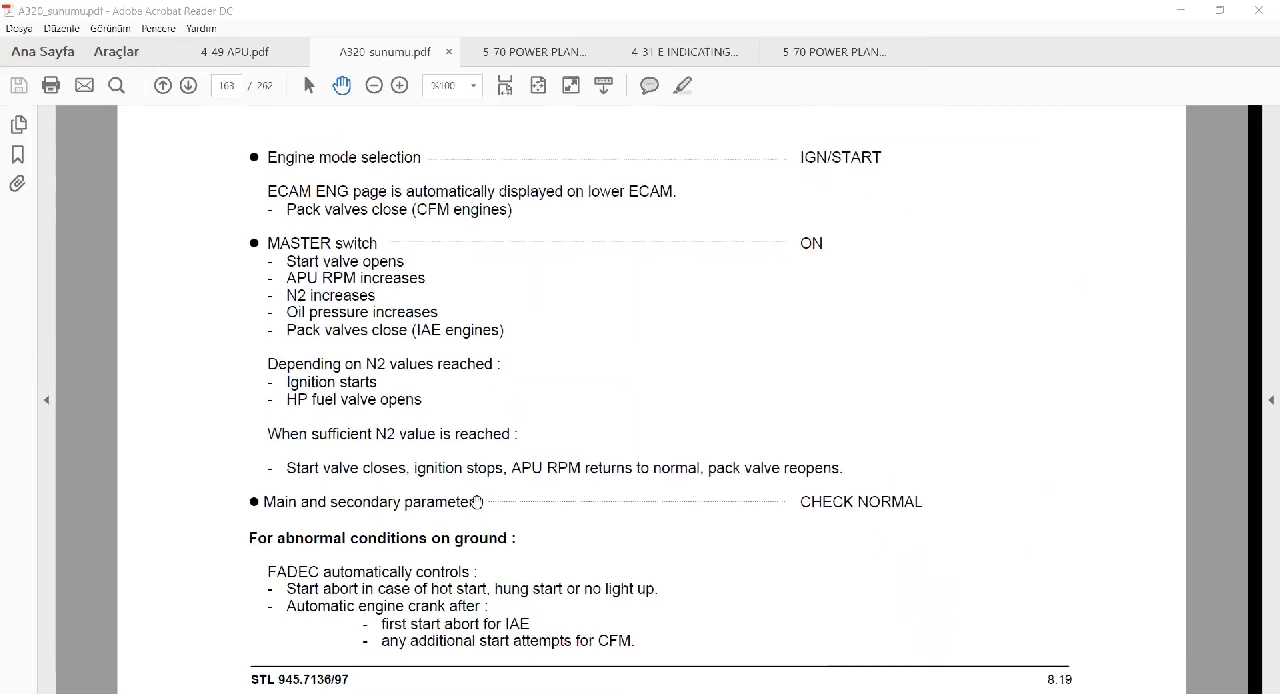 A320_sunumu.pdf - Adobe Acrobat Reader DC
Dosya Düzenle Görünüm Pencere Yardım
Ana Sayfa Araçlar 4-49 APU.pdf A320-sunumu.pdf × 5-70 POWER PLAN... 4-31 E INDICATING... 5-70 POWER PLAN...
163 / 262 %100
● Engine mode selection IGN/START
ECAM ENG page is automatically displayed on lower ECAM.
- Pack valves close (CFM engines)
● MASTER switch ON
- Start valve opens
- APU RPM increases
- N2 increases
- Oil pressure increases
- Pack valves close (IAE engines)
Depending on N2 values reached :
- Ignition starts
- HP fuel valve opens
When sufficient N2 value is reached :
- Start valve closes, ignition stops, APU RPM returns to normal, pack valve reopens.
● Main and secondary parameter CHECK NORMAL
For abnormal conditions on ground :
FADEC automatically controls :
- Start abort in case of hot start, hung start or no light up.
- Automatic engine crank after :
- first start abort for IAE
- any additional start attempts for CFM.
STL 945.7136/97 8.19